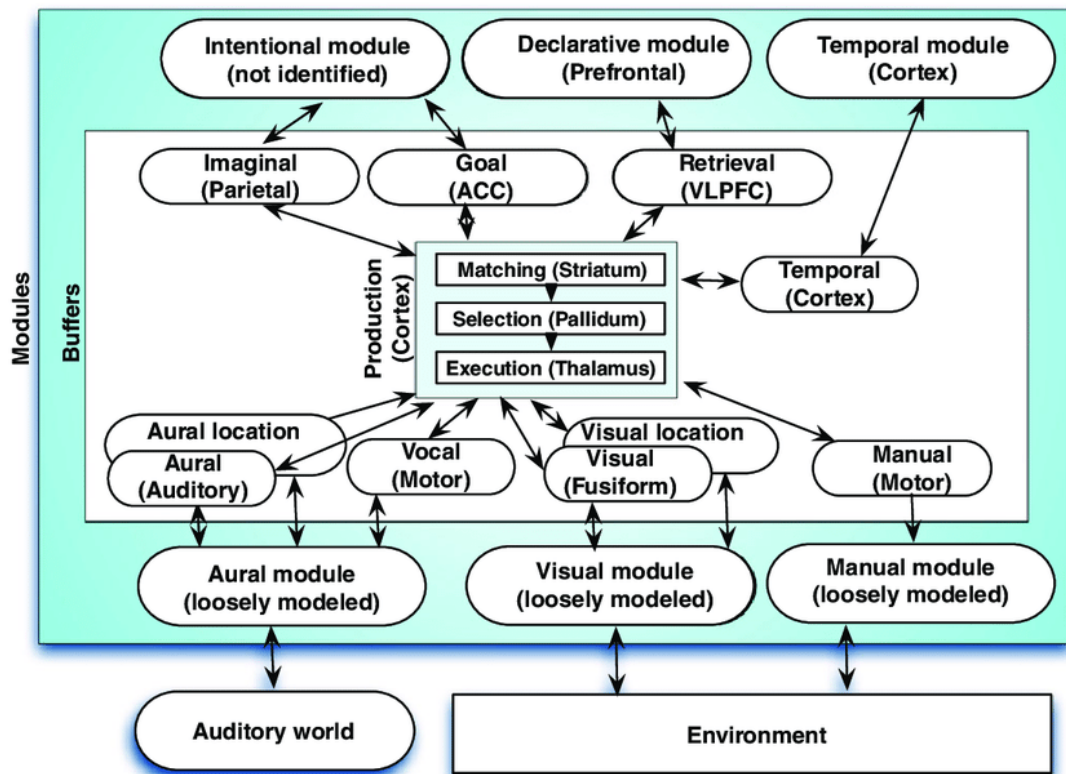 Intentional module
(not identified)
Declarative module
(Prefrontal)
Temporal module
(Cortex)
Imaginal
(Parietal)
Goal
(ACC)
Retrieval
(VLPFC)
Modules
Buffers
Production
(Cortex)
Matching (Striatum)
Selection (Pallidum)
Execution (Thalamus)
Temporal
(Cortex)
Aural location
Aural
(Auditory)
Vocal
(Motor)
Visual location
Visual
(Fusiform)
Manual
(Motor)
Aural module
(loosely modeled)
Visual module
(loosely modeled)
Manual module
(loosely modeled)
Auditory world
Environment